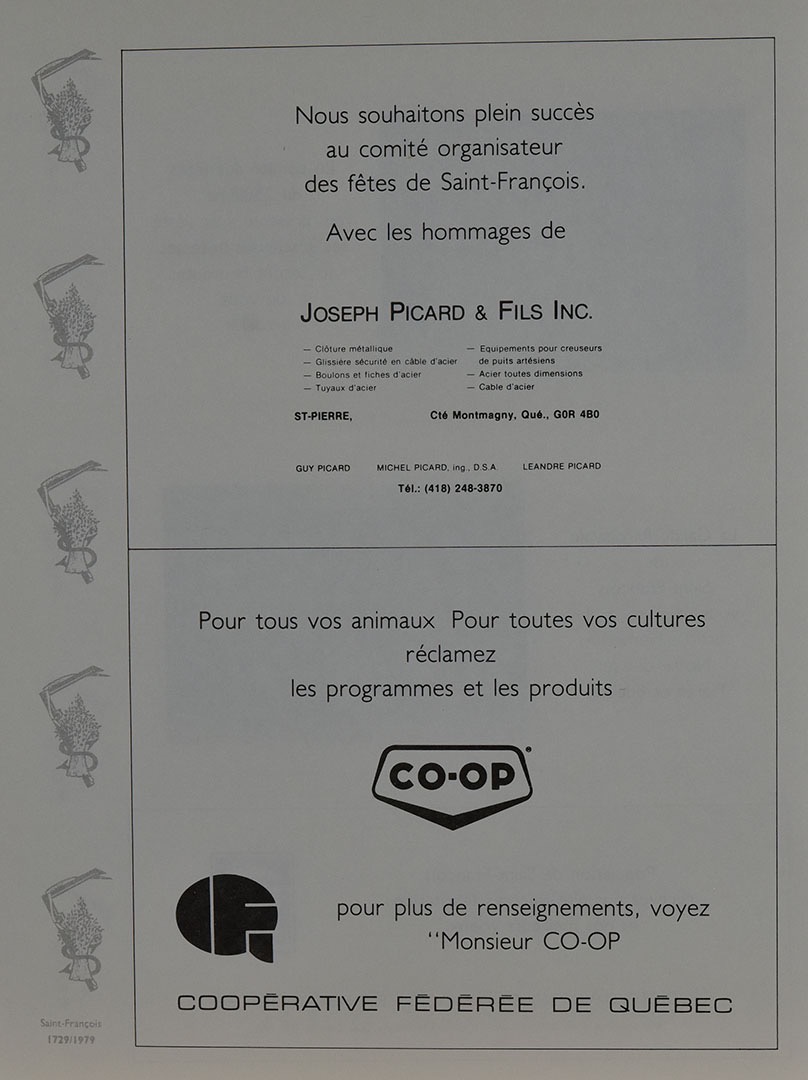 Nous souhaitons plein succès
au comité organisateur
des fêtes de Saint-François.
Avec les hommages de
JOSEPH PICARD & FILS INC.
— Clôture métallique
— Glissière sécurité en câble d'acier
— Boulons et fiches d'acier
— Tuyaux d'acier
— Equipements pour creuseurs
de puits artésiens
— Acier toutes dimensions
— Cable d'acier
ST-PIERRE, Cté Montmagny, Qué., G0R 4B0
GUY PICARD MICHEL PICARD, ing., D.S.A. LEANDRE PICARD
Tél.: (418) 248-3870
Pour tous vos animaux Pour toutes vos cultures
réclamez
les programmes et les produits
CO-OP
pour plus de renseignements, voyez
"Monsieur CO-OP
COOPÉRATIVE FÉDÉRÉE DE QUÉBEC
Saint-François
1729/1979